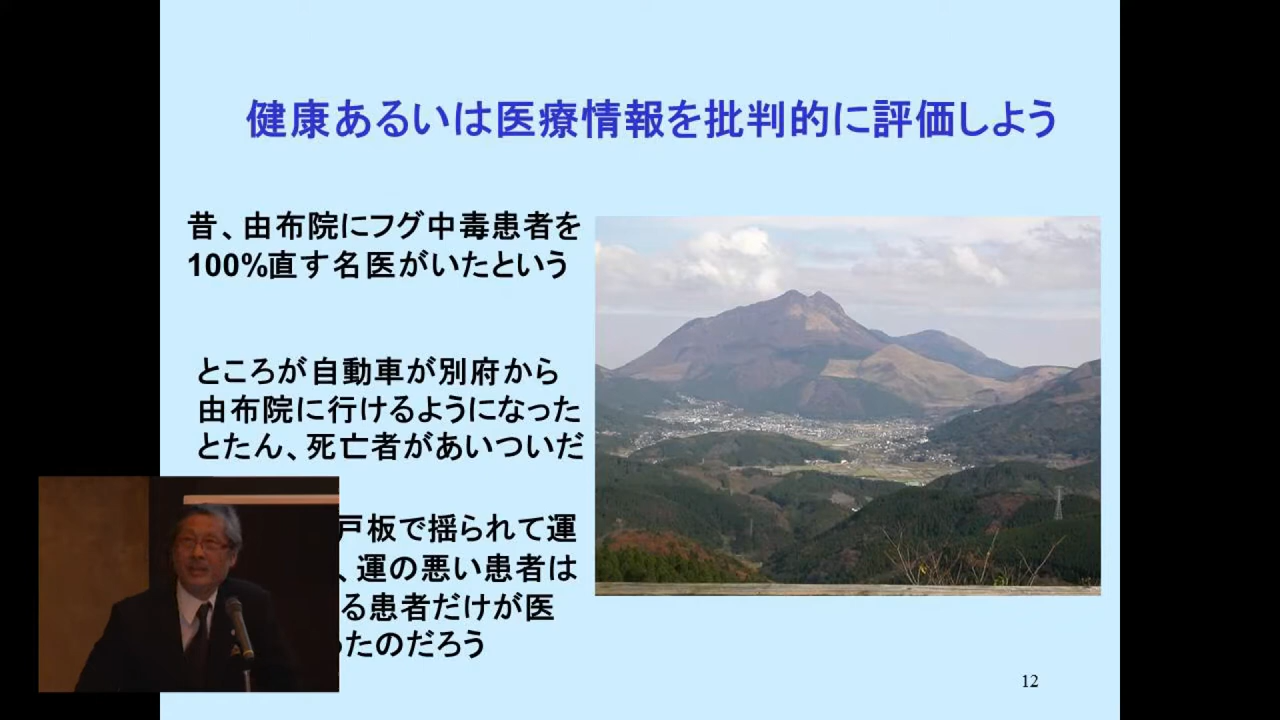 健康あるいは医療情報を批判的に評価しよう
昔、由布院にフグ中毒患者を
100%直す名医がいたという
ところが自動車が別府から
由布院に行けるようになった
とたん、死亡者があいついだ
戸板で揺られて運
、運の悪い患者は
る患者だけが医
ったのだろう
12